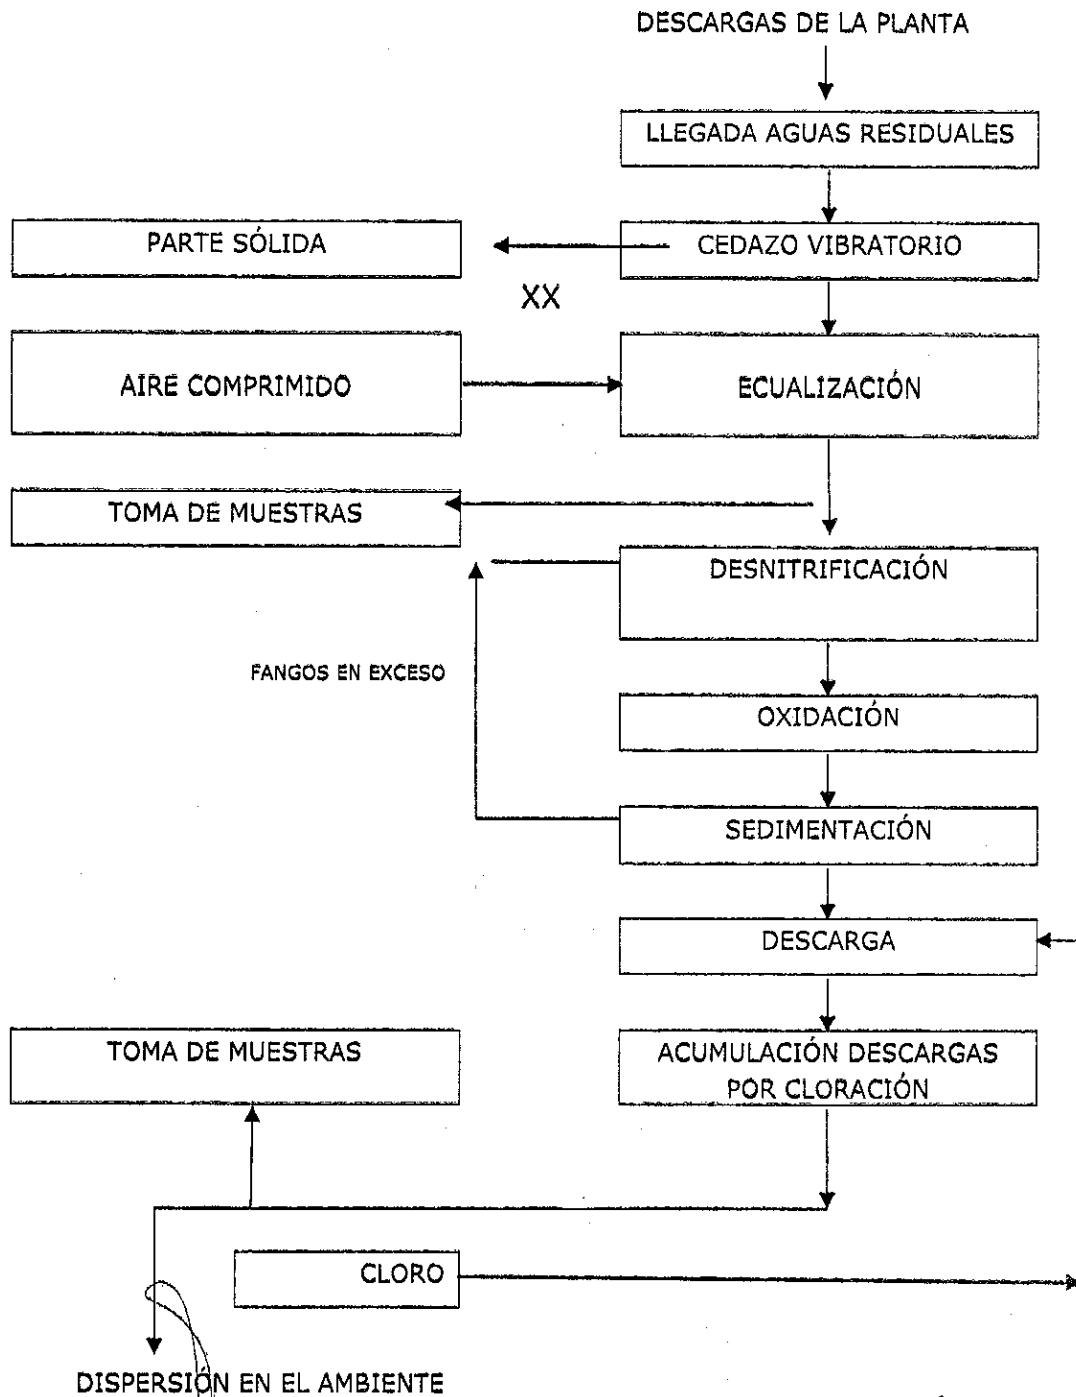 DESCARGAS DE LA PLANTA
LLEGADA AGUAS RESIDUALES
PARTE SÓLIDA
CEDAZO VIBRATORIO
XX
AIRE COMPRIMIDO
ECUALIZACIÓN
TOMA DE MUESTRAS
DESNITRIFICACIÓN
FANGOS EN EXCESO
OXIDACIÓN
SEDIMENTACIÓN
DESCARGA
TOMA DE MUESTRAS
ACUMULACIÓN DESCARGAS
POR CLORACIÓN
CLORO
DISPERSIÓN EN EL AMBIENTE